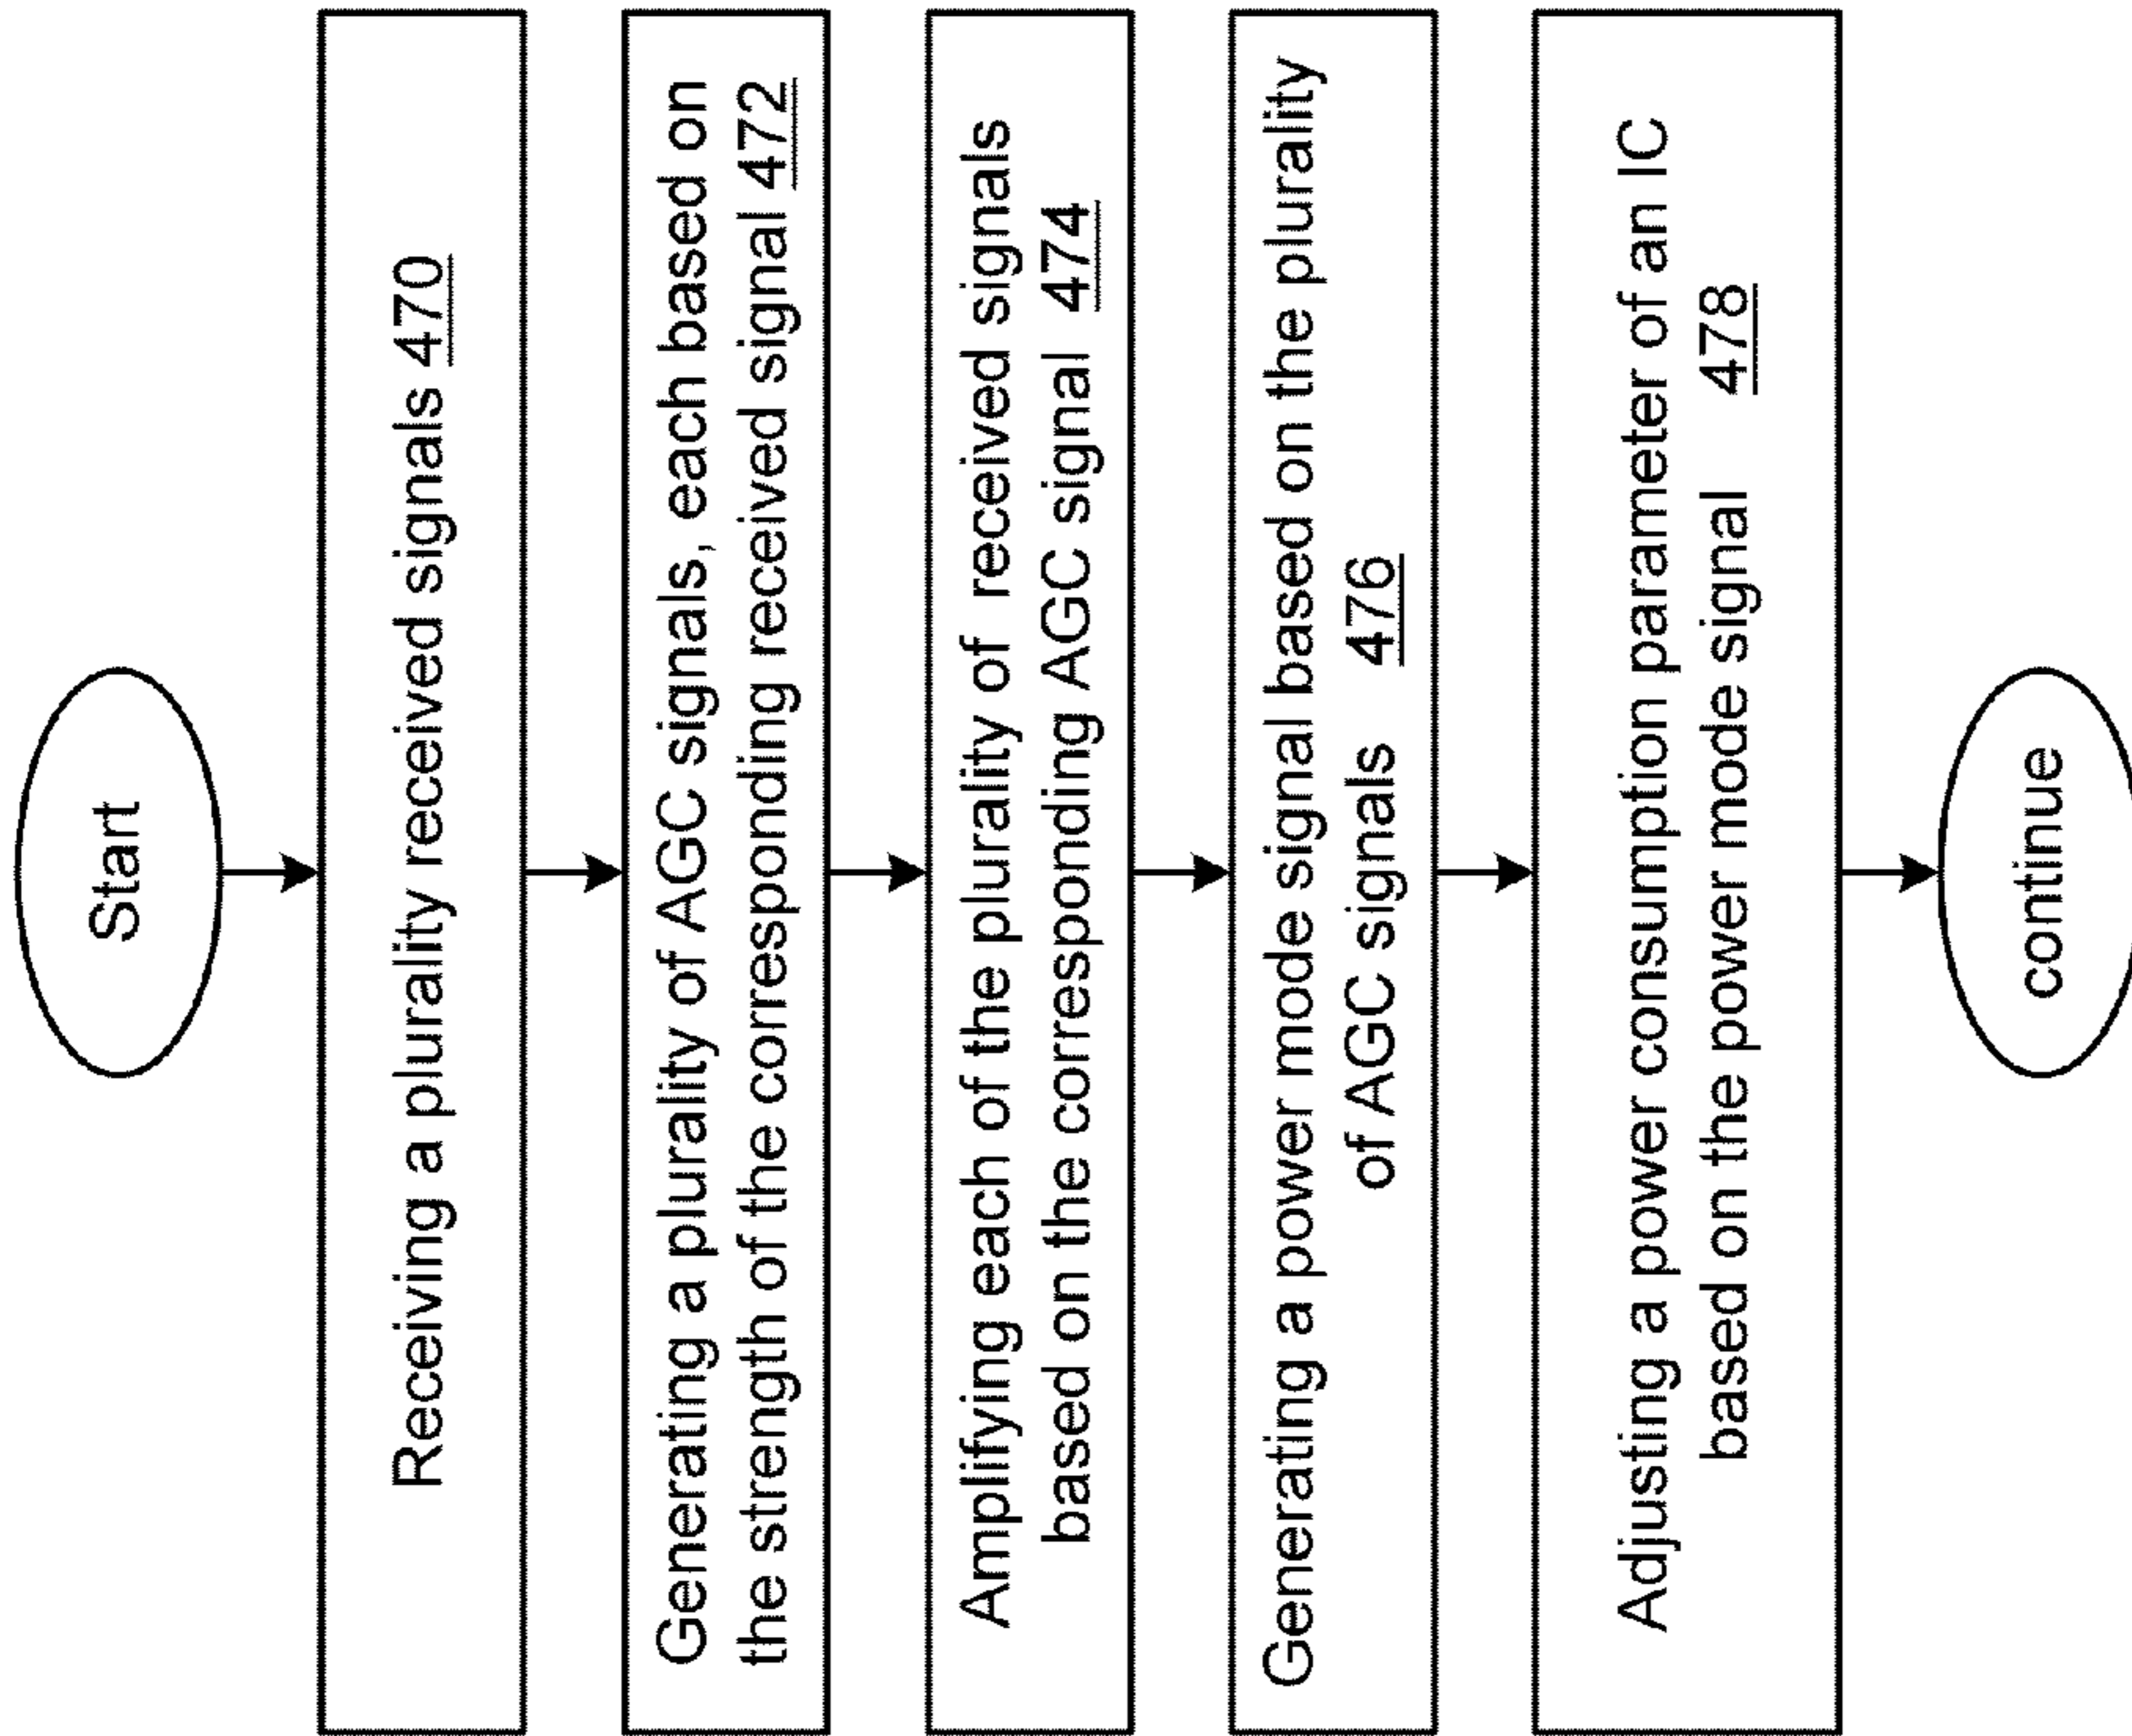 Start
Receiving a plurality received signals 470
Generating a plurality of AGC signals, each based on
the strength of the corresponding received signal 472
Amplifying each of the plurality of received signals
based on the corresponding AGC signal 474
Generating a power mode signal based on the plurality
of AGC signals 476
Adjusting a power consumption parameter of an IC
based on the power mode signal 478
continue